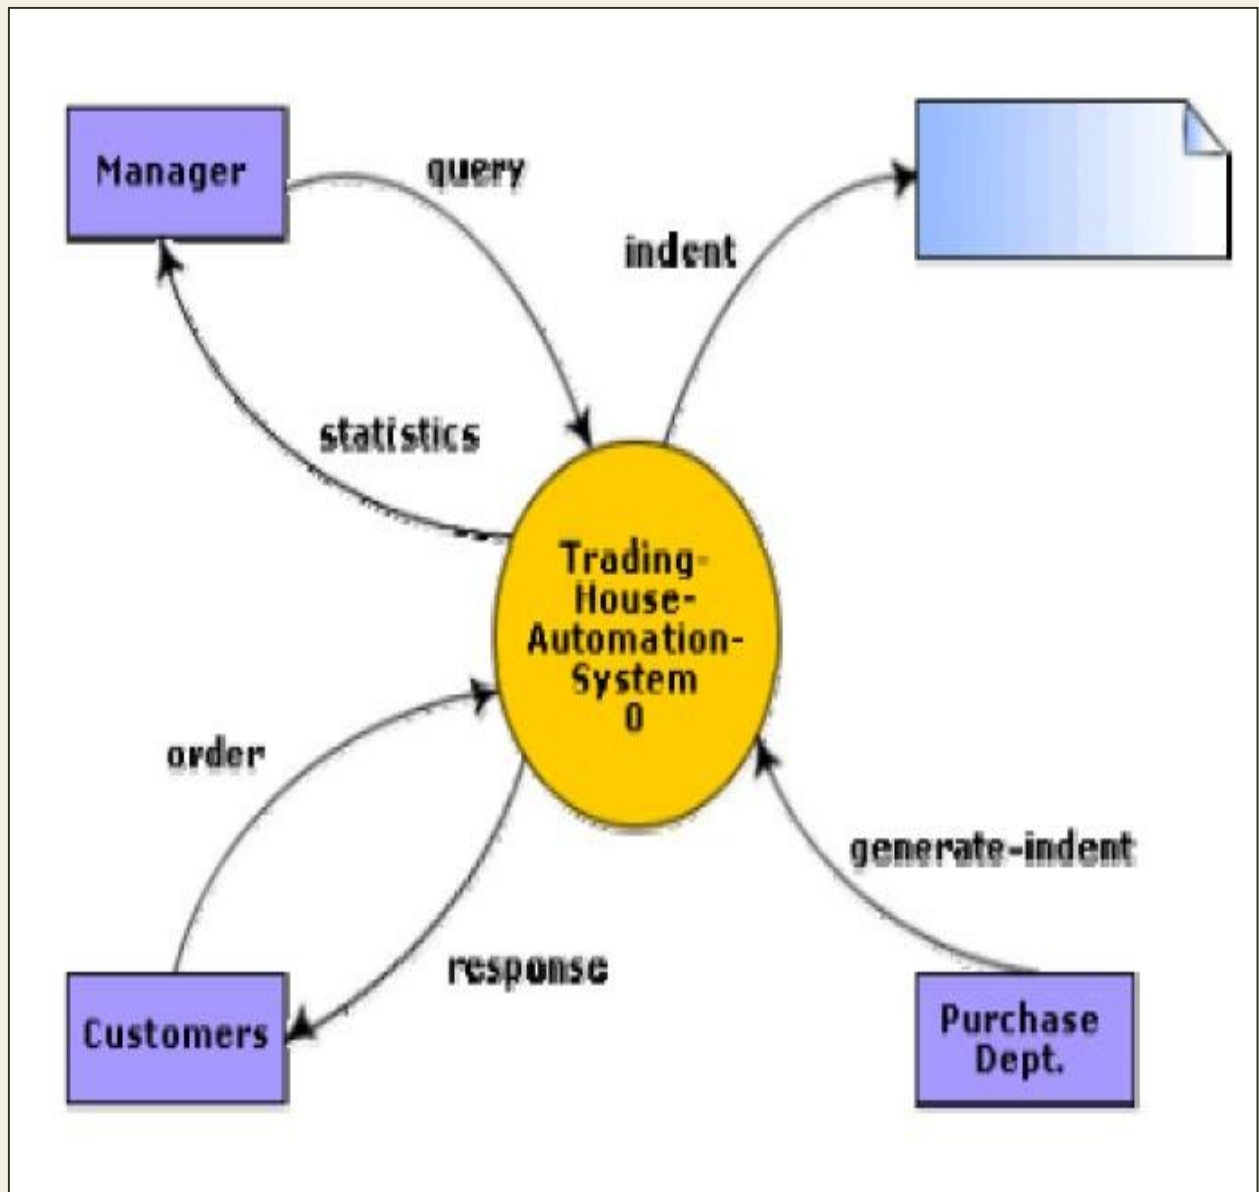 Manager
query
indent
statistics
Trading-
House-
Automation-
System
0
order
generate-indent
response
Customers
Purchase
Dept.